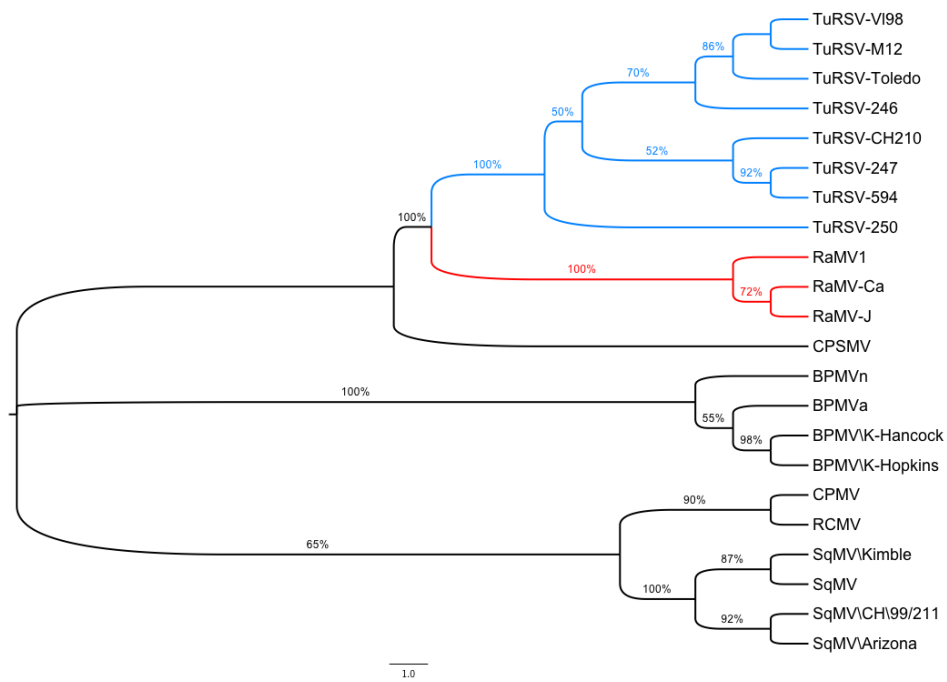 TuRSV-Vl98
86%
TuRSV-M12
70%
TuRSV-Toledo
TuRSV-246
50%
TuRSV-CH210
52%
100%
TuRSV-247
92%
TuRSV-594
100%
TuRSV-250
RaMV1
100%
RaMV-Ca
72%
RaMV-J
CPSMV
BPMVn
100%
BPMVa
55%
BPMV\K-Hancock
98%
BPMV\K-Hopkins
CPMV
90%
RCMV
65%
SqMV\Kimble
87%
SqMV
100%
SqMV\CH\99/211
92%
SqMV\Arizona
1.0